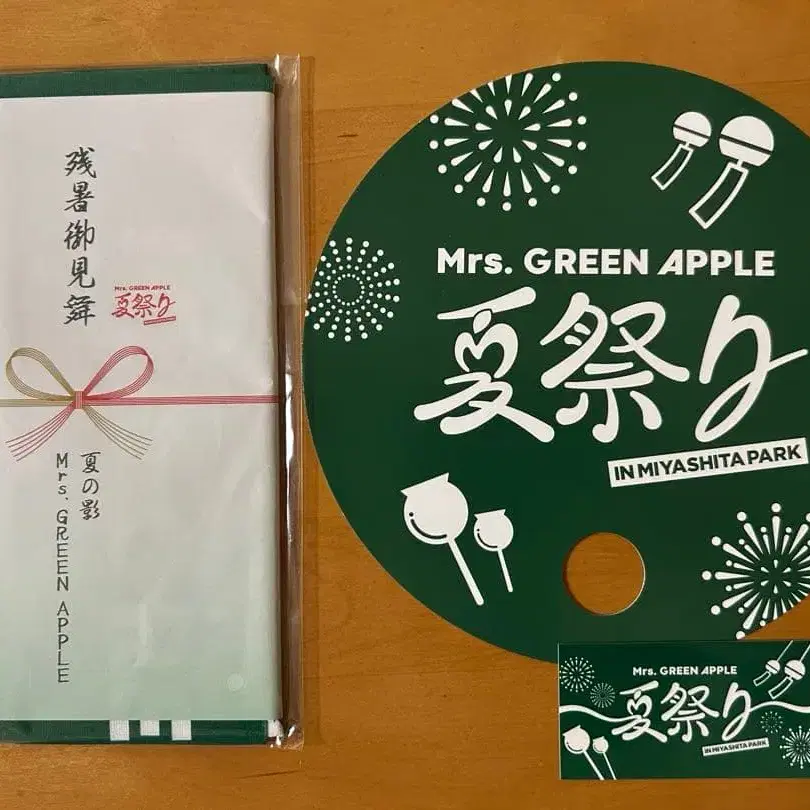 残暑御見舞
Mrs. GREEN APPLE
夏祭り
夏の影
Mrs. GREEN APPLE
Mrs. GREEN APPLE
夏祭り
IN MIYASHITA PARK
Mrs. GREEN APPLE
夏祭り
IN MIYASHITA PARK